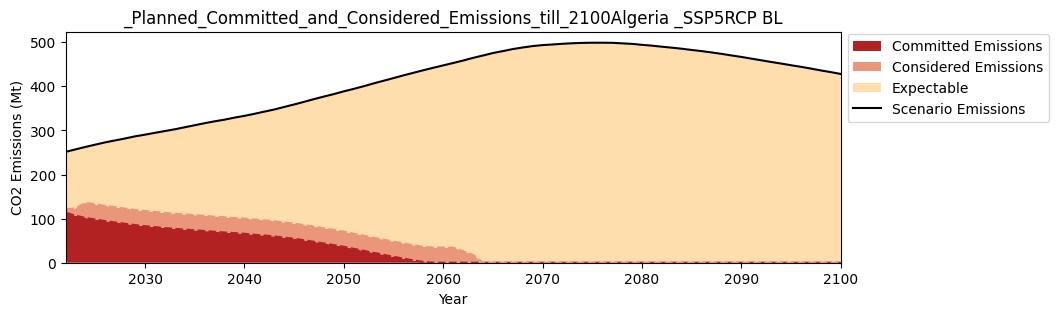 _Planned_Committed_and_Considered_Emissions_till_2100Algeria _SSP5RCP BL
500
400
300
200
100
0
CO2 Emissions (Mt)
2030
2040
2050
2060
2070
2080
2090
2100
Year
Committed Emissions
Considered Emissions
Expectable
Scenario Emissions